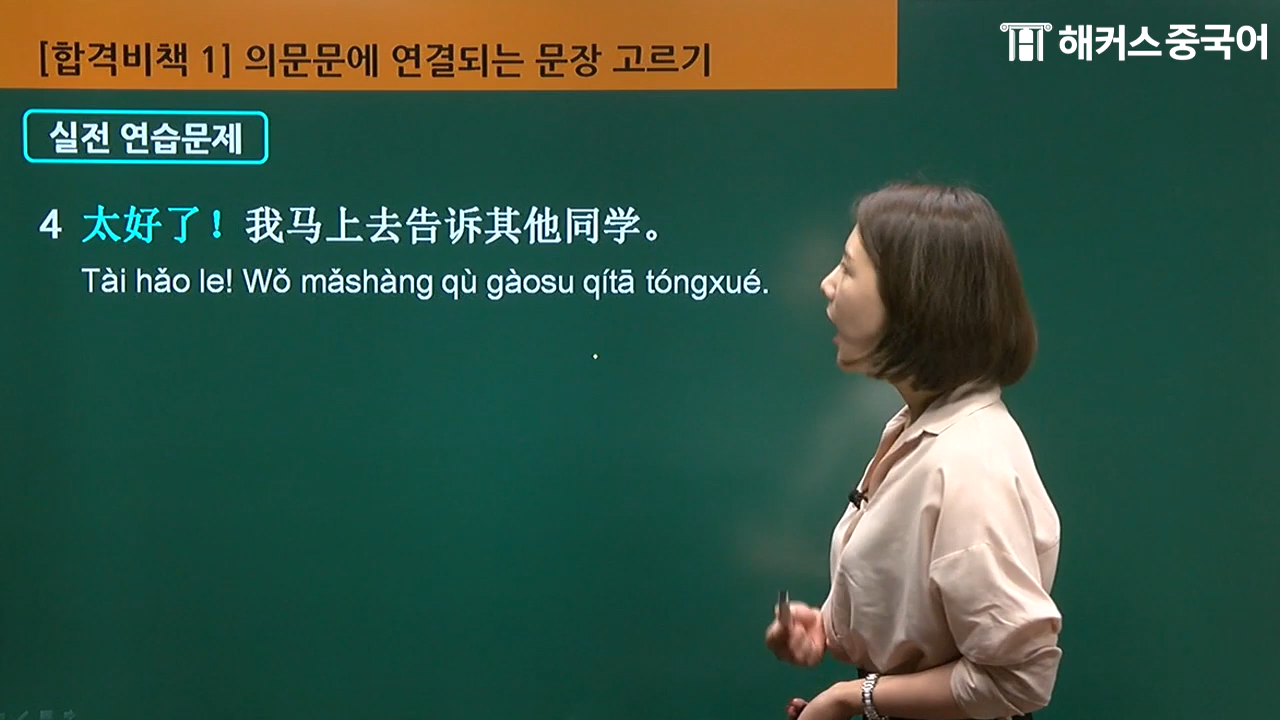 [합격비책 1] 의문문에 연결되는 문장 고르기
해커스중국어
실전 연습문제
4 太好了！我马上去告诉其他同学。
Tài hǎo le! Wǒ mǎshàng qù gàosu qítā tóngxué.